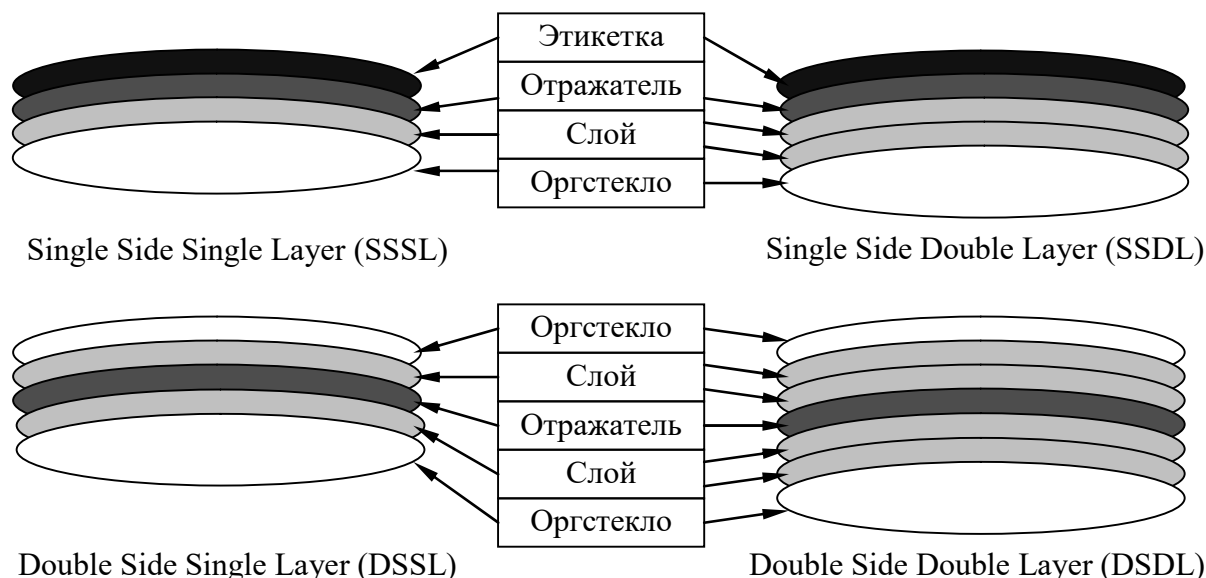 Этикетка
Отражатель
Слой
Оргстекло
Single Side Single Layer (SSSL)
Single Side Double Layer (SSDL)
Оргстекло
Слой
Отражатель
Слой
Оргстекло
Double Side Single Layer (DSSL)
Double Side Double Layer (DSDL)